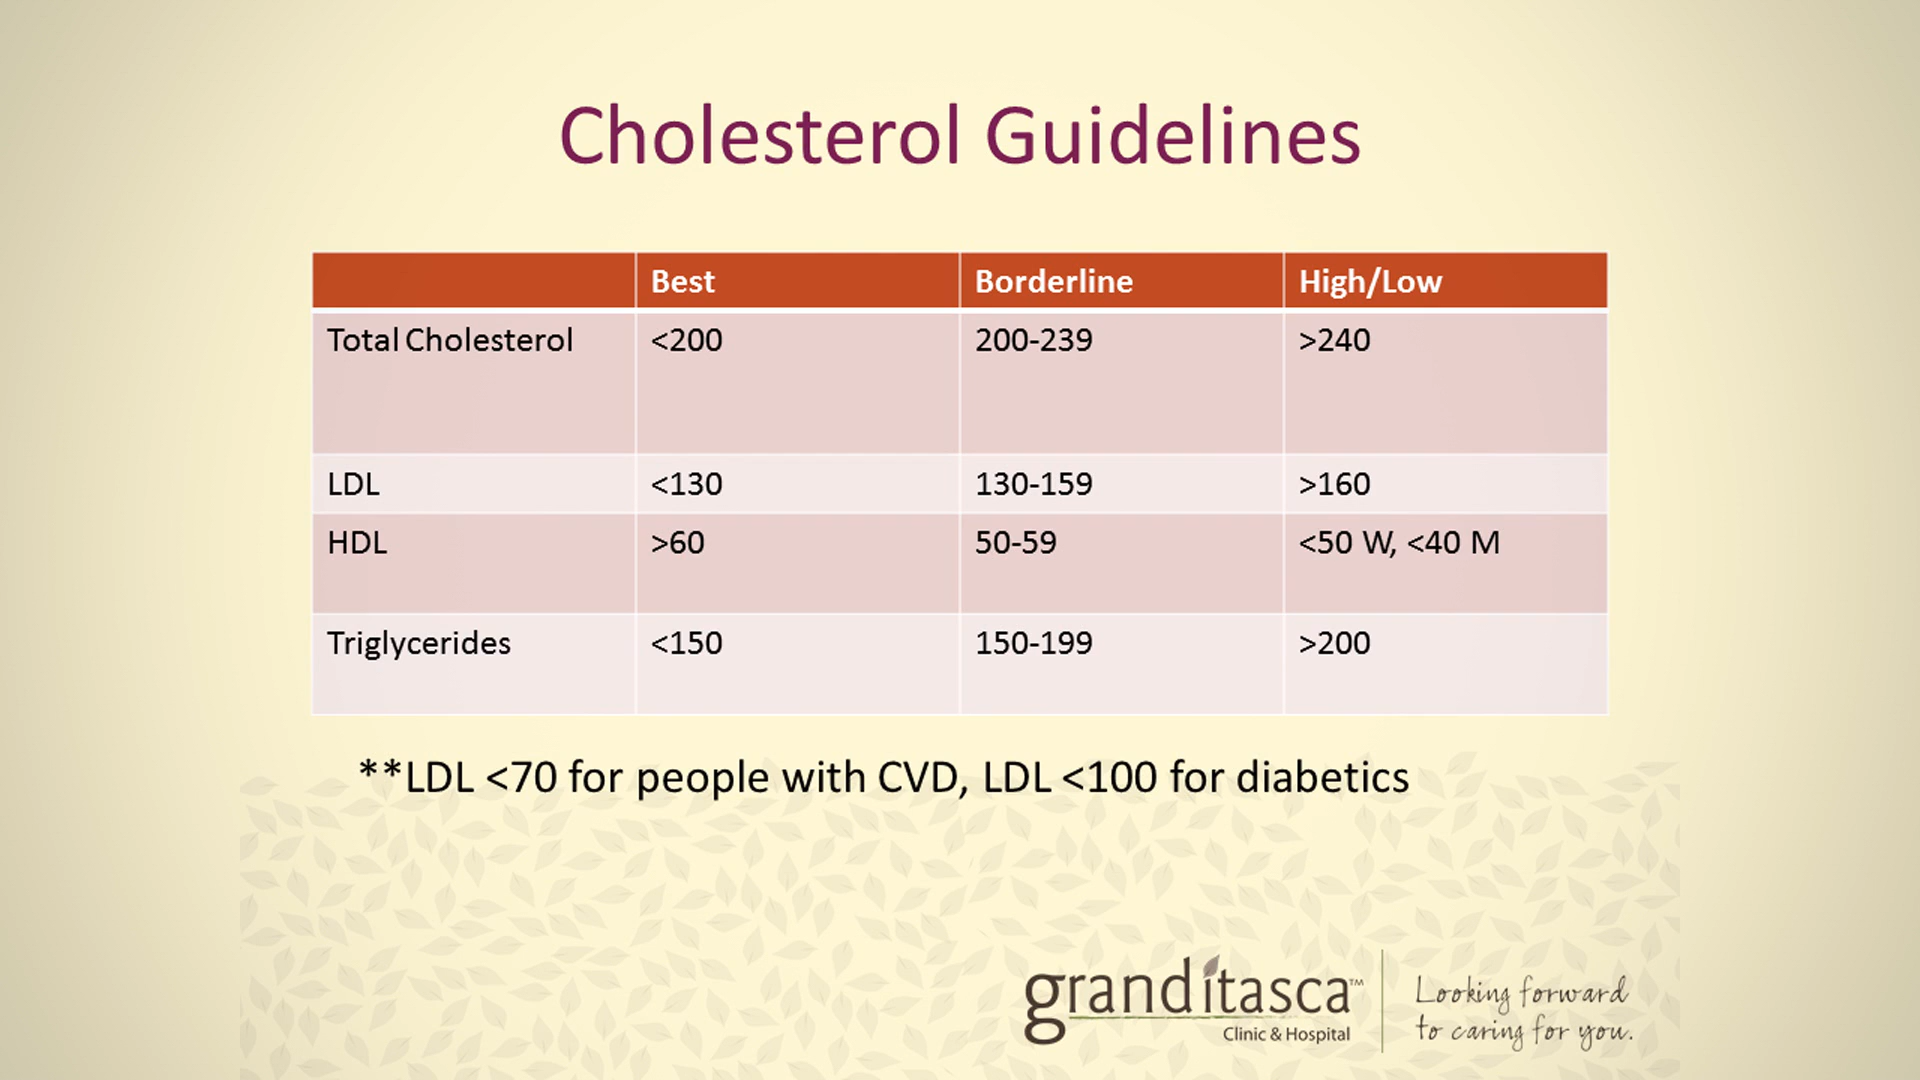 Cholesterol Guidelines
Best Borderline High/Low
Total Cholesterol <200 200-239 >240
LDL <130 130-159 >160
HDL >60 50-59 <50 W, <40 M
Triglycerides <150 150-199 >200
**LDL <70 for people with CVD, LDL <100 for diabetics
grand itasca™
Clinic & Hospital
Looking forward
to caring for you.